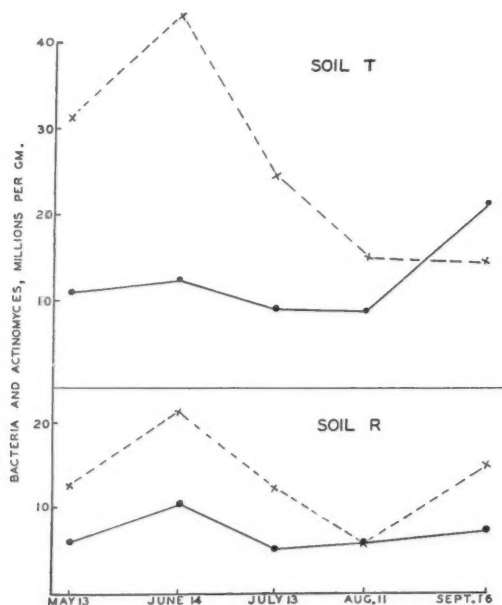 40
SOIL T
30
20
10
BACTERIA AND ACTINOMYCES, MILLIONS PER GM.
20
SOIL R
10
MAY 13 JUNE 14 JULY 13 AUG. 11 SEPT. 16